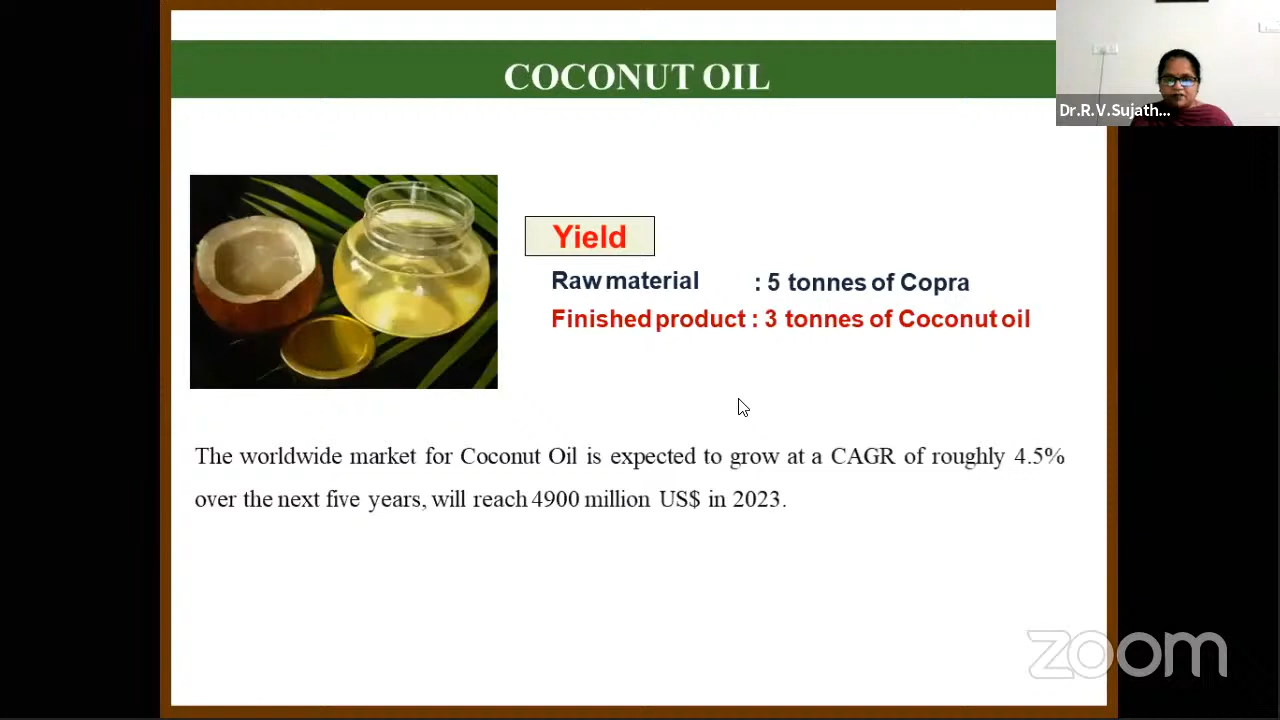 COCONUT OIL
Dr.R.V.Sujath...
Yield
Raw material : 5 tonnes of Copra
Finished product : 3 tonnes of Coconut oil
The worldwide market for Coconut Oil is expected to grow at a CAGR of roughly 4.5%
over the next five years, will reach 4900 million US$ in 2023.
zoom